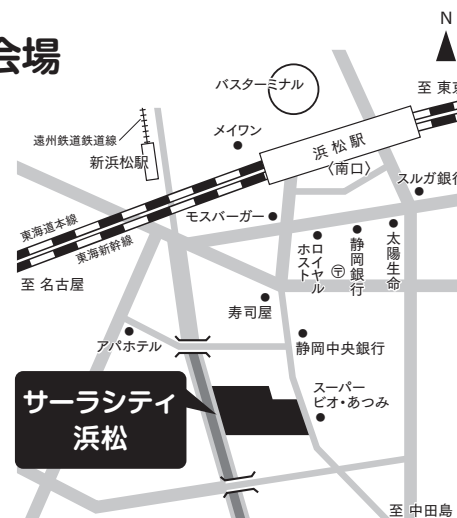 会場
N
バスターミナル
至 東京
遠州鉄道鉄道線
メイワン
浜松駅
新浜松駅
〈南口〉
スルガ銀行
モスバーガー
東海道本線
東海新幹線
ロイヤル
ホスト
〒
静岡銀行
太陽生命
至 名古屋
寿司屋
アパホテル
静岡中央銀行
サーラシティ
浜松
スーパー
ビオ・あつみ
至 中田島